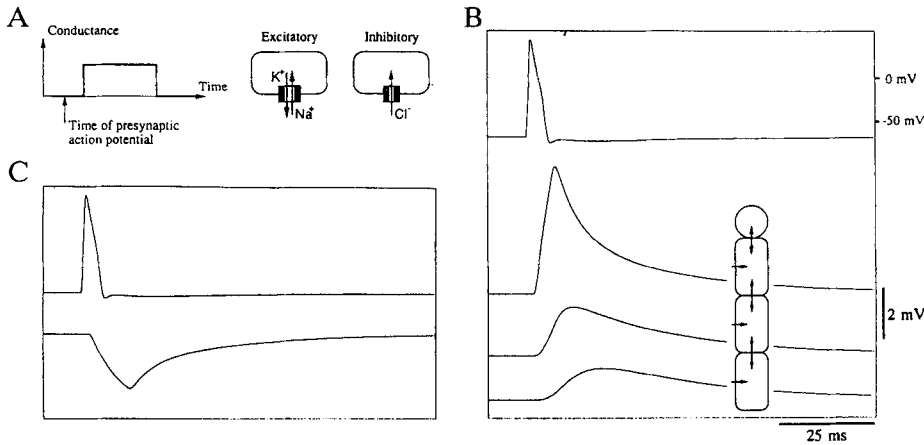 A
Conductance
Time
Time of presynaptic
action potential
Excitatory
K+
Na+
Inhibitory
Cl-
B
0 mV
-50 mV
2 mV
25 ms
C